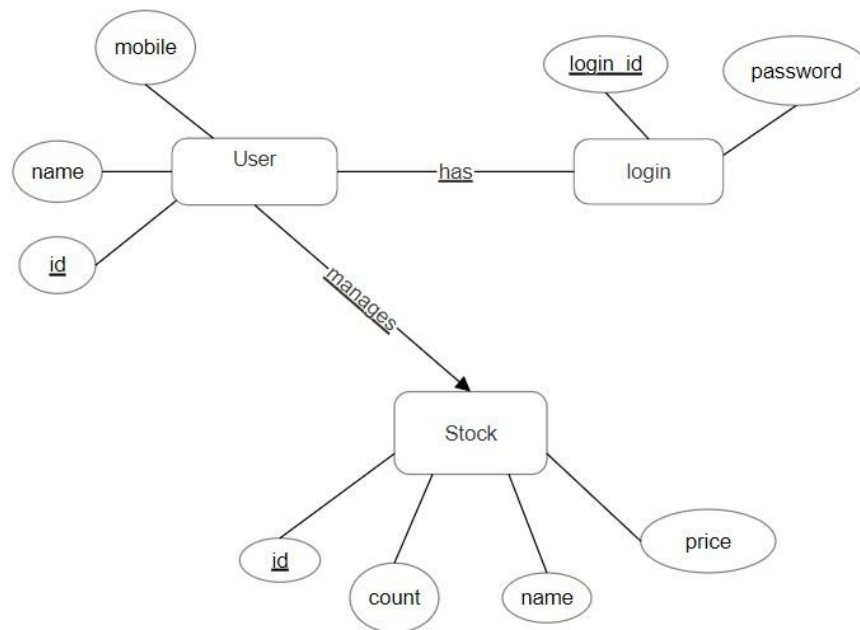 mobile
login_id
password
User
name
has
login
id
manages
Stock
id
count
name
price